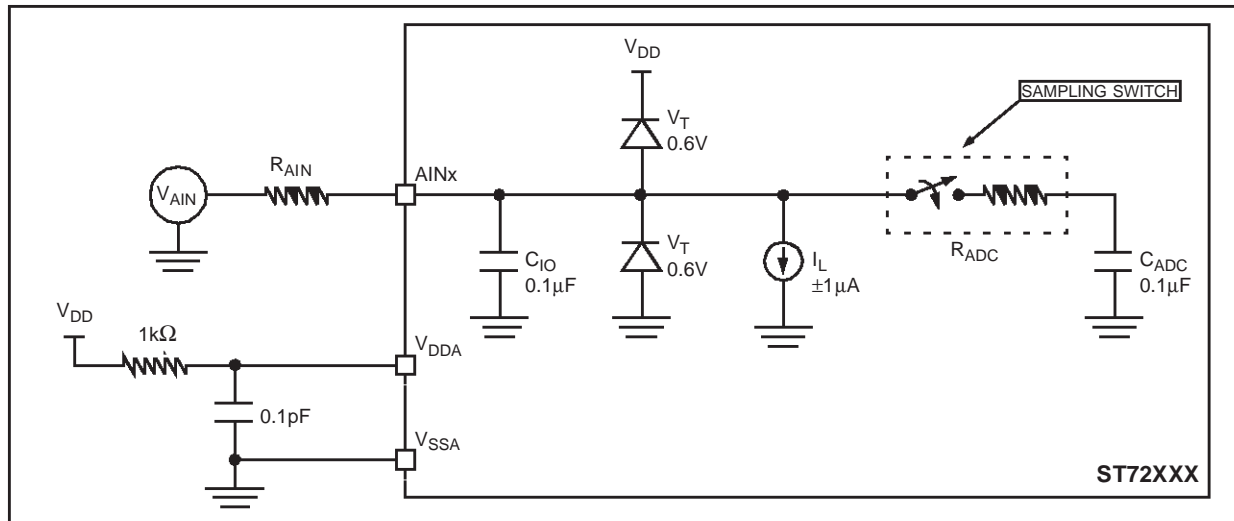 V_DD
SAMPLING SWITCH
V_T
0.6V
R_AIN
AINx
V_AIN
V_T
0.6V
C_IO
0.1µF
I_L
±1µA
R_ADC
C_ADC
0.1µF
V_DD
1kΩ
V_DDA
0.1pF
V_SSA
ST72XXX